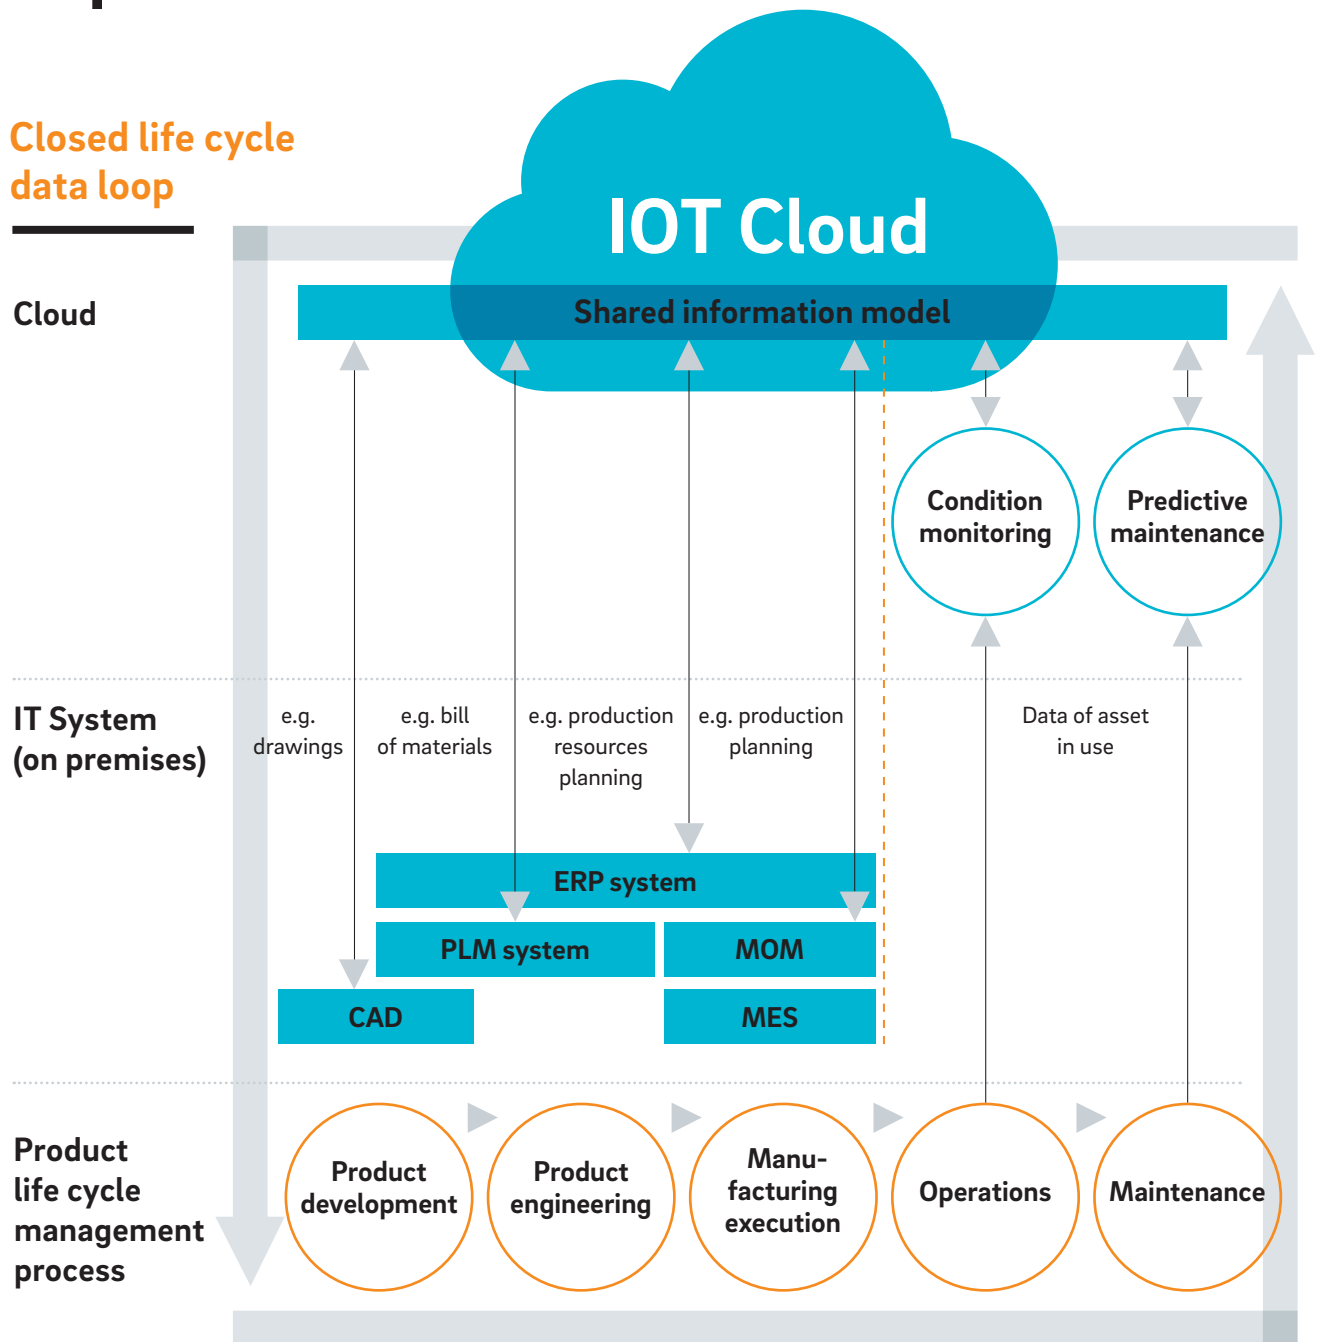 Closed life cycle
data loop
IOT Cloud
Cloud
Shared information model
Condition
monitoring
Predictive
maintenance
IT System
(on premises)
e.g.
drawings
e.g. bill
of materials
e.g. production
resources
planning
e.g. production
planning
Data of asset
in use
ERP system
PLM system
MOM
CAD
MES
Product
life cycle
management
process
Product
development
Product
engineering
Manu-
facturing
execution
Operations
Maintenance